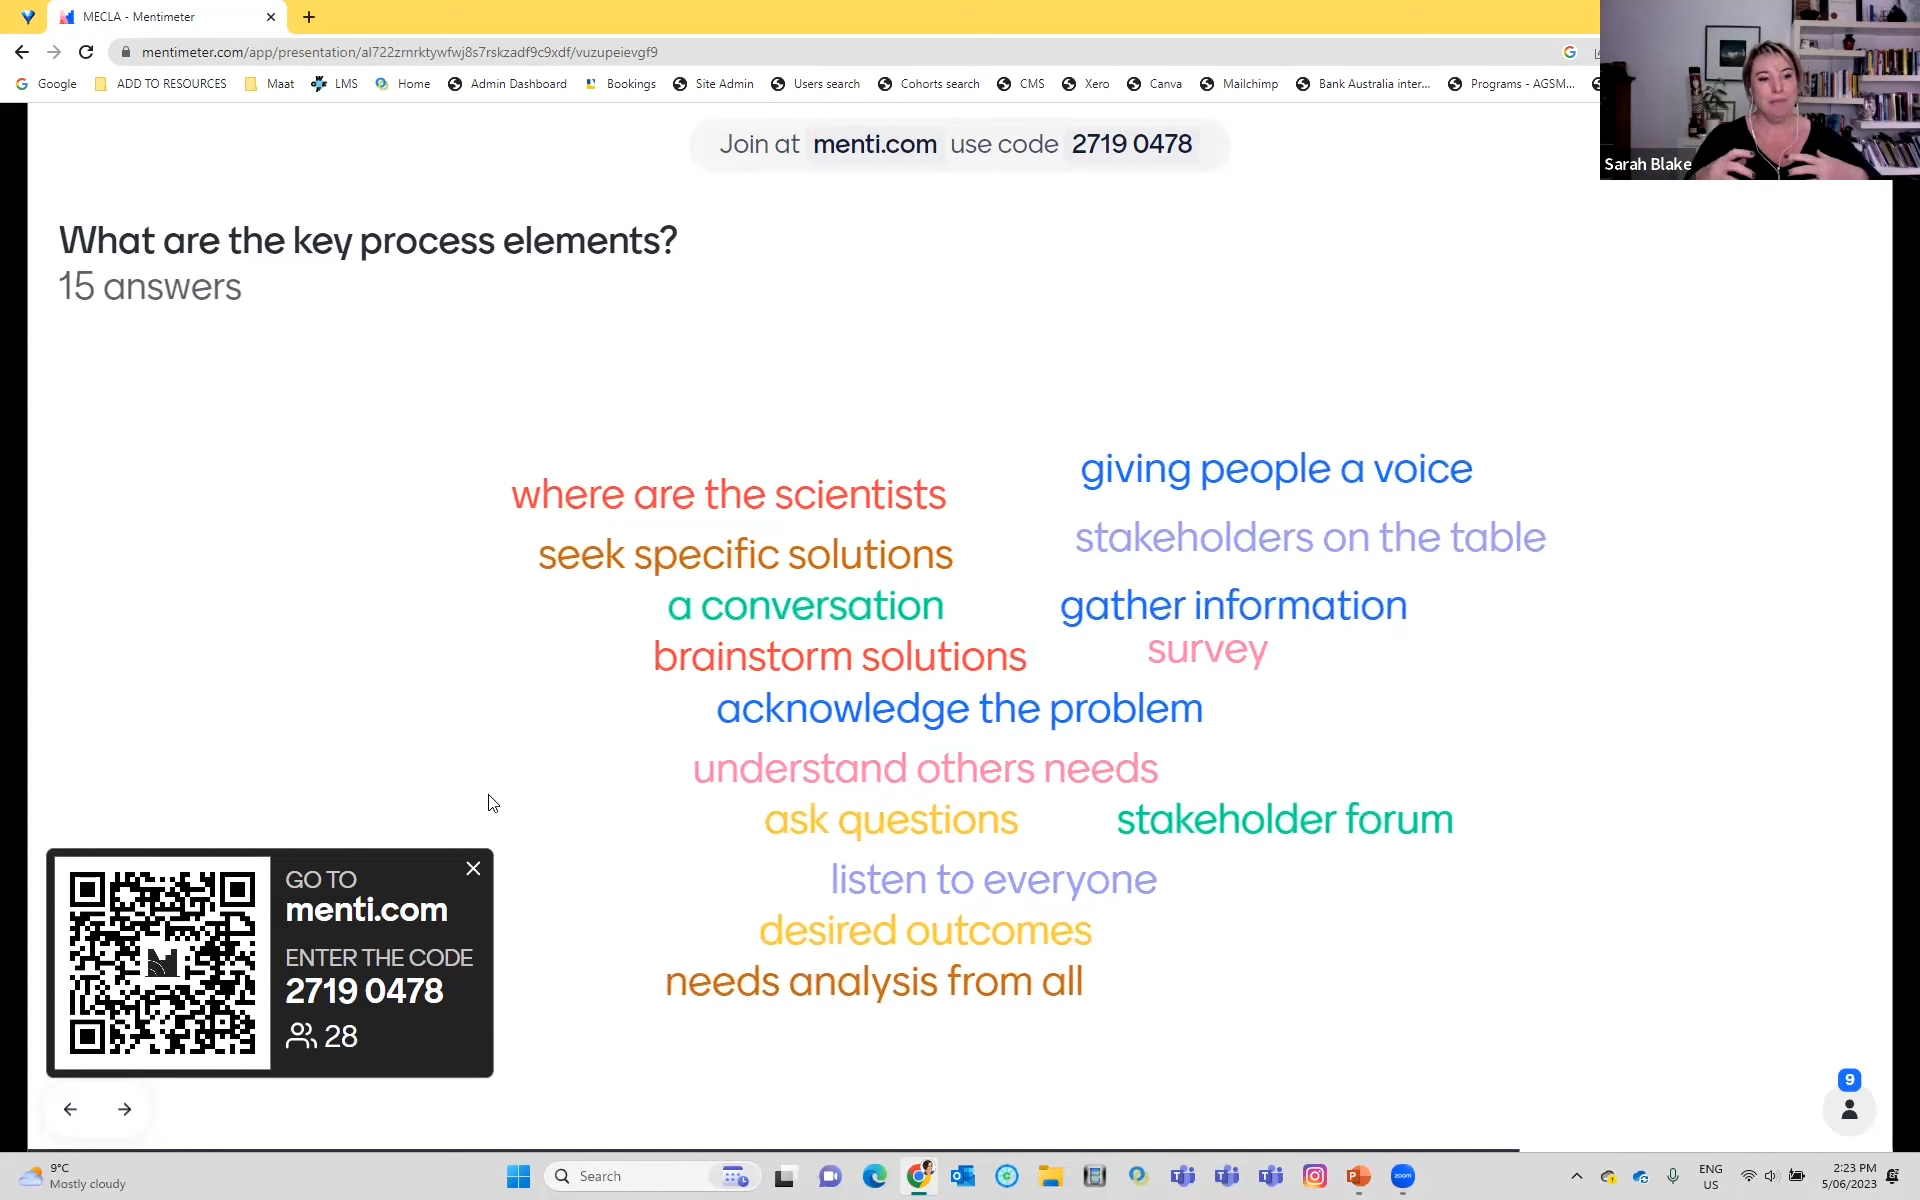 MECLA - Mentimeter
mentimeter.com/app/presentation/al722zrnrktywfwj8s7rskzadf9c9xdf/vuzupeievgf9
Google ADD TO RESOURCES Maat LMS Home Admin Dashboard Bookings Site Admin Users search Cohorts search CMS Xero Canva Mailchimp Bank Australia inter... Programs - AGSM...
Sarah Blake
Join at menti.com use code 2719 0478
What are the key process elements?
15 answers
giving people a voice
where are the scientists
stakeholders on the table
seek specific solutions
a conversation
gather information
brainstorm solutions
survey
acknowledge the problem
understand others needs
ask questions
stakeholder forum
listen to everyone
desired outcomes
needs analysis from all
GO TO
menti.com
ENTER THE CODE
2719 0478
28
9
9°C
Mostly cloudy
Search
zoom
ENG
US
2:23 PM
5/06/2023